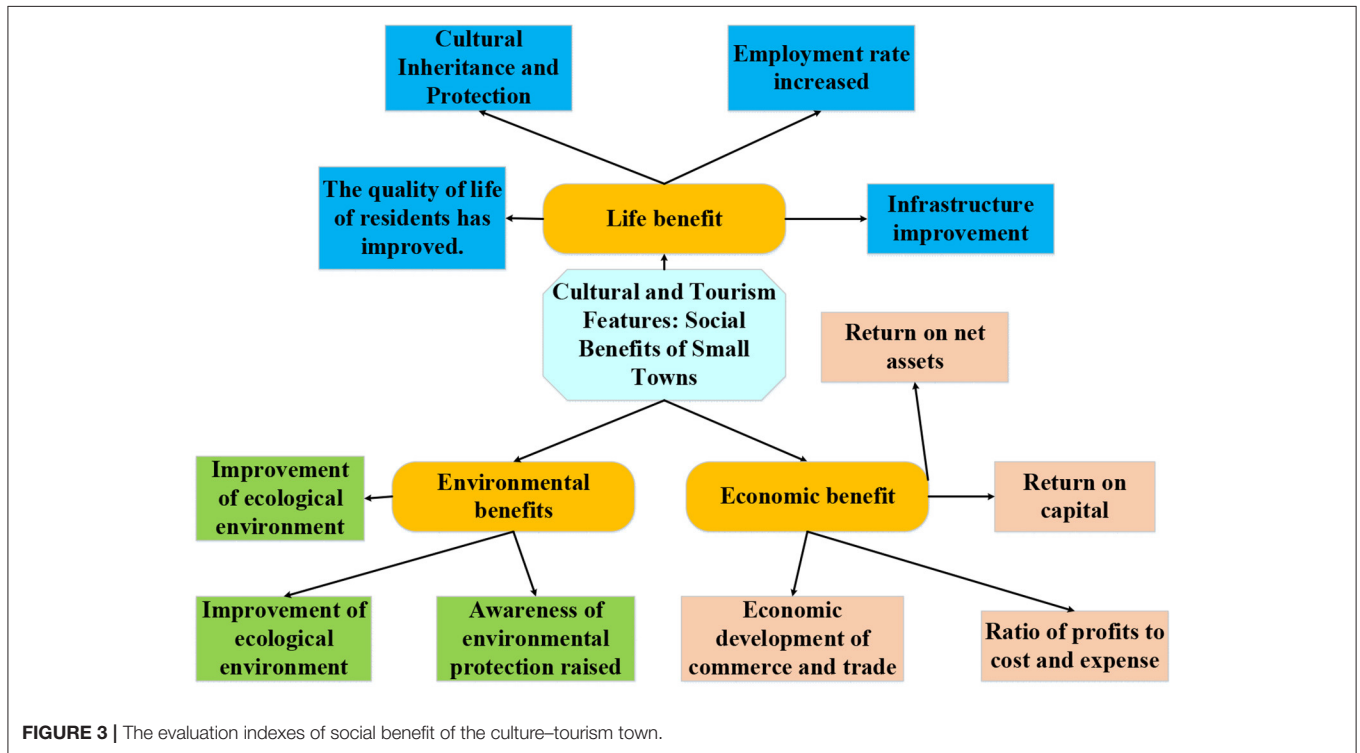 Cultural
Inheritance and
Protection
Employment rate
increased
The quality of life
of residents has
improved.
Life benefit
Infrastructure
improvement
Cultural and Tourism
Features: Social
Benefits of Small
Towns
Return on net
assets
Improvement
of ecological
environment
Environmental
benefits
Economic benefit
Return on
capital
Improvement of
ecological
environment
Awareness of
environmental
protection raised
Economic
development of
commerce and trade
Ratio of profits to
cost and expense
FIGURE 3 | The evaluation indexes of social benefit of the culture–tourism town.